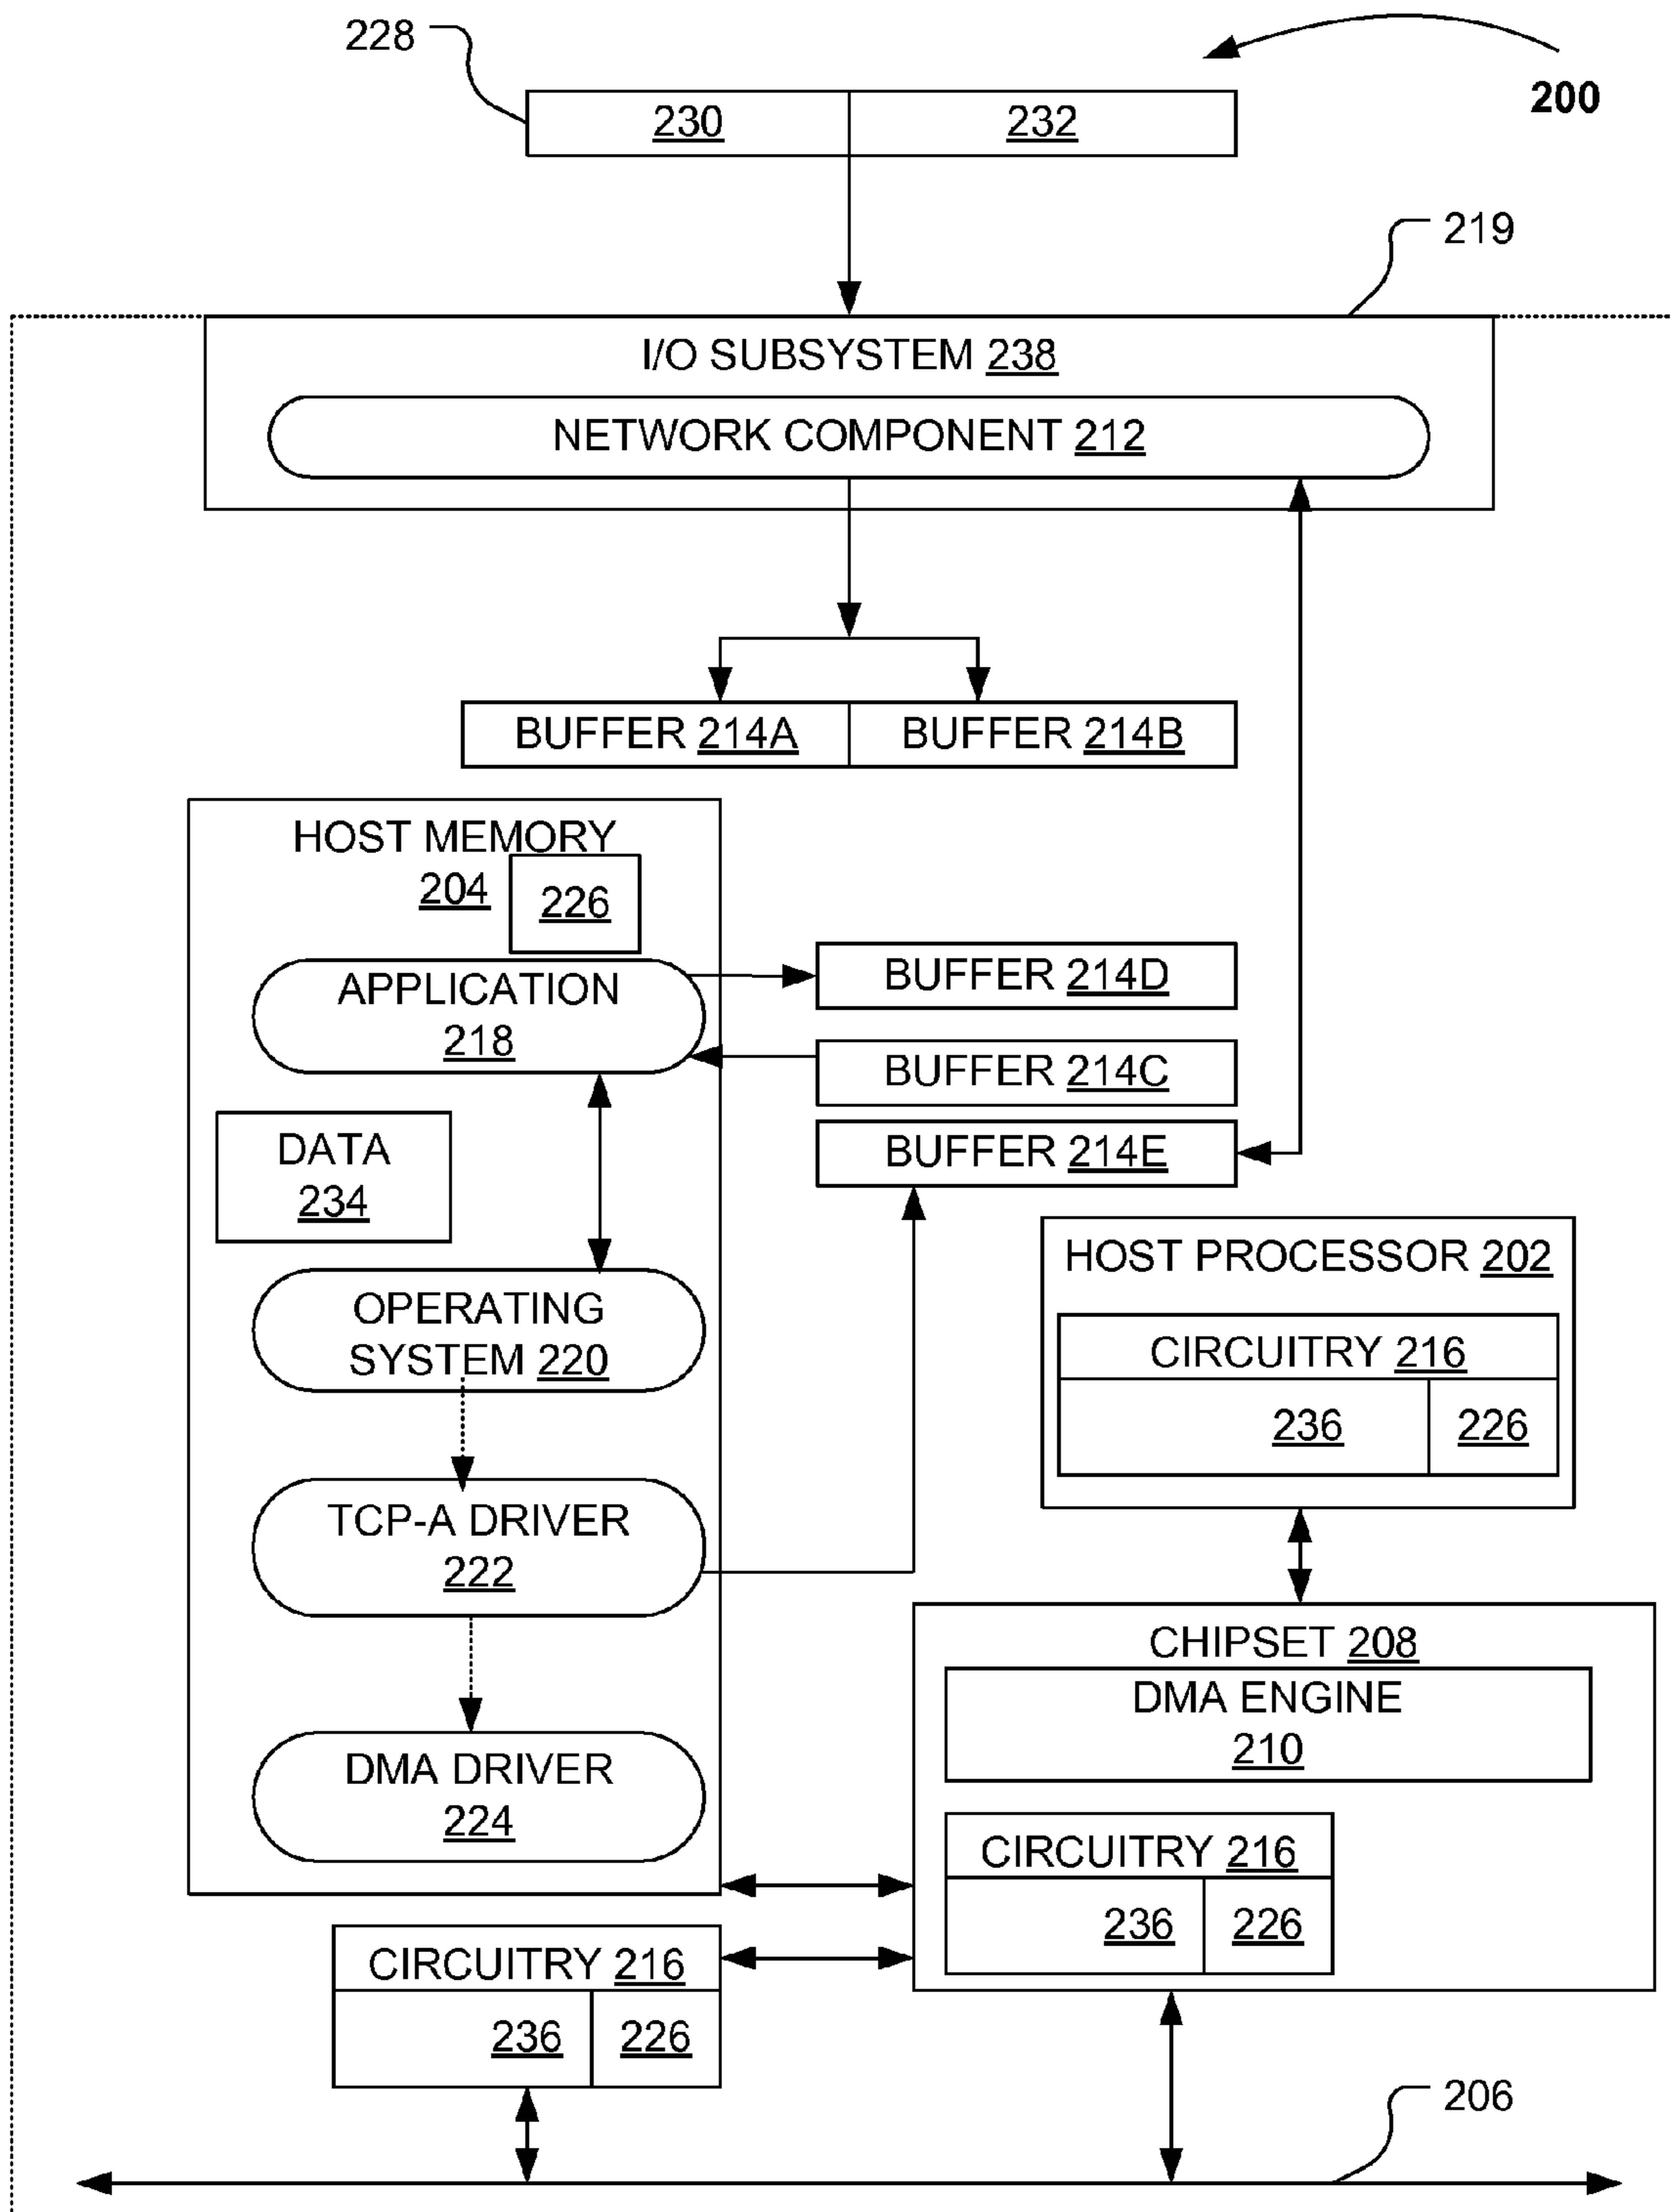 228
200
230
232
219
I/O SUBSYSTEM 238
NETWORK COMPONENT 212
BUFFER 214A
BUFFER 214B
HOST MEMORY
204
226
APPLICATION
218
BUFFER 214D
BUFFER 214C
BUFFER 214E
DATA
234
HOST PROCESSOR 202
CIRCUITRY 216
236
226
OPERATING
SYSTEM 220
TCP-A DRIVER
222
CHIPSET 208
DMA ENGINE
210
DMA DRIVER
224
CIRCUITRY 216
236
226
CIRCUITRY 216
236
226
206